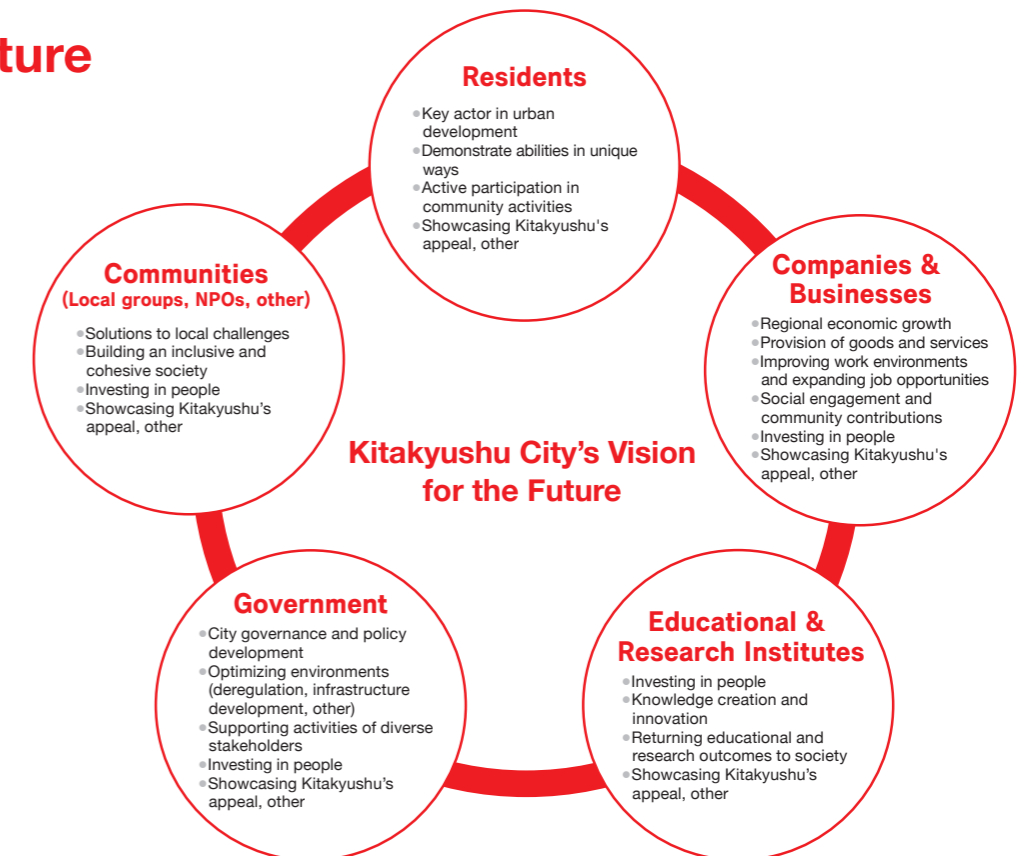 ture
Residents
●Key actor in urban
development
●Demonstrate abilities in unique
ways
●Active participation in
community activities
●Showcasing Kitakyushu's
appeal, other
Companies &
Businesses
●Regional economic growth
●Provision of goods and services
●Improving work environments
and expanding job opportunities
●Social engagement and
community contributions
●Investing in people
●Showcasing Kitakyushu's
appeal, other
Communities
(Local groups, NPOs, other)
●Solutions to local challenges
●Building an inclusive and
cohesive society
●Investing in people
●Showcasing Kitakyushu’s
appeal, other
Kitakyushu City’s Vision
for the Future
Government
●City governance and policy
development
●Optimizing environments
(deregulation, infrastructure
development, other)
●Supporting activities of diverse
stakeholders
●Investing in people
●Showcasing Kitakyushu’s
appeal, other
Educational &
Research Institutes
●Investing in people
●Knowledge creation and
innovation
●Returning educational and
research outcomes to society
●Showcasing Kitakyushu’s
appeal, other